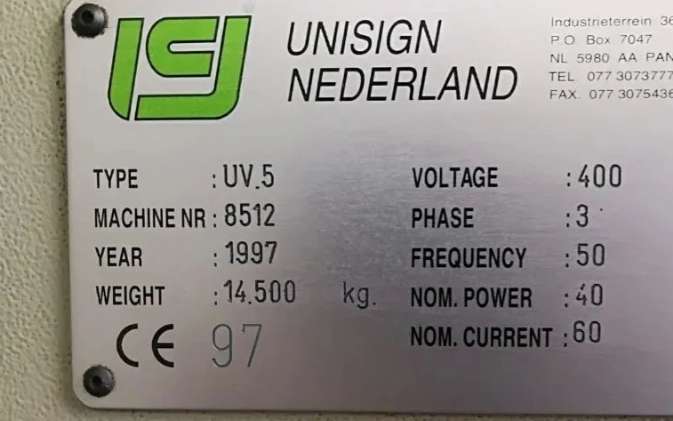 UNISIGN
NEDERLAND
Industrieterrein 36
P.O. Box 7047
NL 5980 AA PAN
TEL. 077 3073777
FAX. 077 3075436
TYPE : UV.5
MACHINE NR : 8512
YEAR : 1997
WEIGHT : 14.500 kg.
CE 97
VOLTAGE : 400
PHASE : 3
FREQUENCY : 50
NOM. POWER : 40
NOM. CURRENT : 60